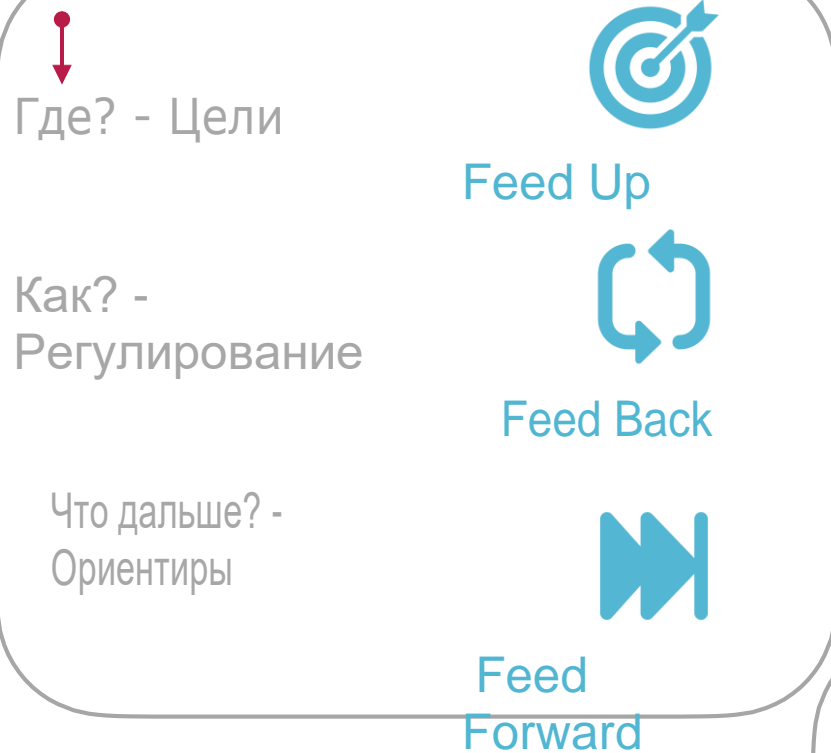 Где? - Цели
Feed Up
Как? -
Регулирование
Feed Back
Что дальше? -
Ориентиры
Feed
Forward